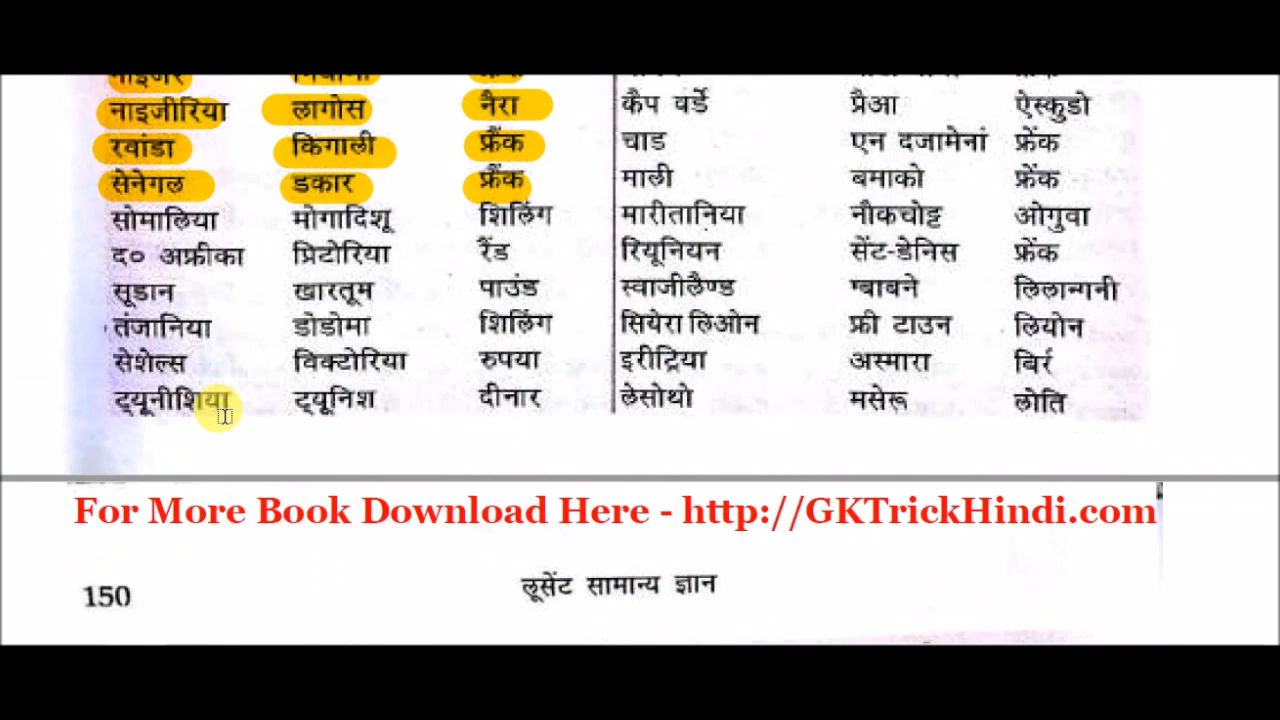 नाइजर नियामी फ्रैंक
नाइजीरिया लागोस नैरा कैप वर्डे प्रैआ ऐस्कुडो
रवांडा किगाली फ्रैंक चाड एन दजामेनां फ्रेंक
सेनेगल डकार फ्रैंक माली बमाको फ्रेंक
सोमालिया मोगादिशू शिलिंग मारीतानिया नौकचोट्ट ओगुवा
द० अफ्रीका प्रिटोरिया रैंड रियूनियन सेंट-डेनिस फ्रेंक
सूडान खारतूम पाउंड स्वाजीलैण्ड ग्बाबने लिलान्गनी
तंजानिया डोडोमा शिलिंग सियेरा लिओन फ्री टाउन लियोन
सेशेल्स विक्टोरिया रुपया इरीट्रिया अस्मारा बिर्र
ट्यूनीशिया ट्यूनिश दीनार लेसोथो मसेरू लोति
For More Book Download Here - http://GKTrickHindi.com
150 लूसेंट सामान्य ज्ञान